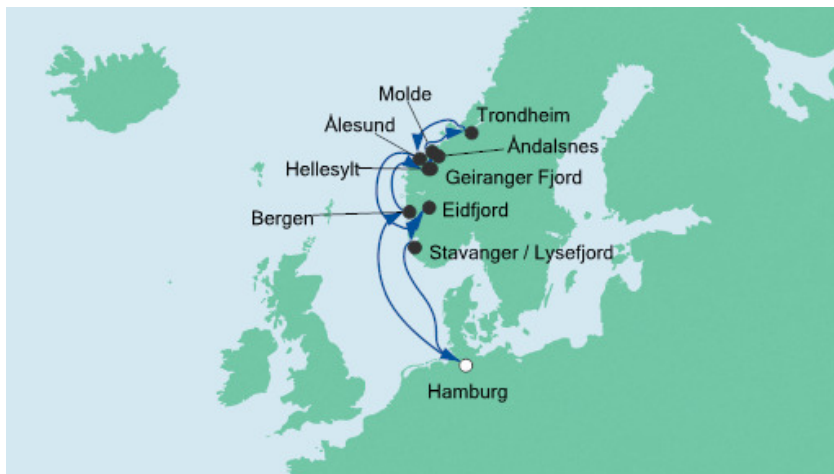 Molde
Trondheim
Ålesund
Åndalsnes
Hellesylt
Geiranger Fjord
Bergen
Eidfjord
Stavanger / Lysefjord
Hamburg